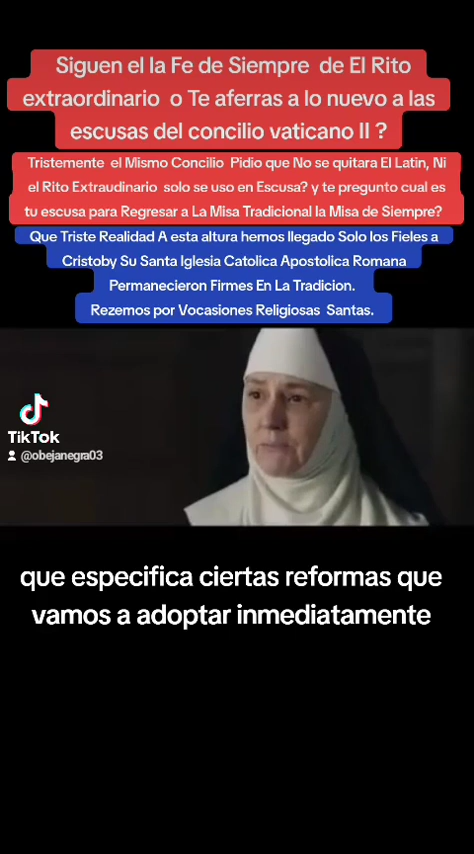 Siguen el la Fe de Siempre de El Rito
extraordinario o Te aferras a lo nuevo a las
escusas del concilio vaticano II ?
Tristemente el Mismo Concilio Pidio que No se quitara El Latin, Ni
el Rito Extraudinario solo se uso en Escusa? y te pregunto cual es
tu escusa para Regresar a La Misa Tradicional la Misa de Siempre?
Que Triste Realidad A esta altura hemos llegado Solo los Fieles a
Cristoby Su Santa Iglesia Catolica Apostolica Romana
Permanecieron Firmes En La Tradicion.
Rezemos por Vocasiones Religiosas Santas.
TikTok
@obejanegra03
que especifica ciertas reformas que
vamos a adoptar inmediatamente